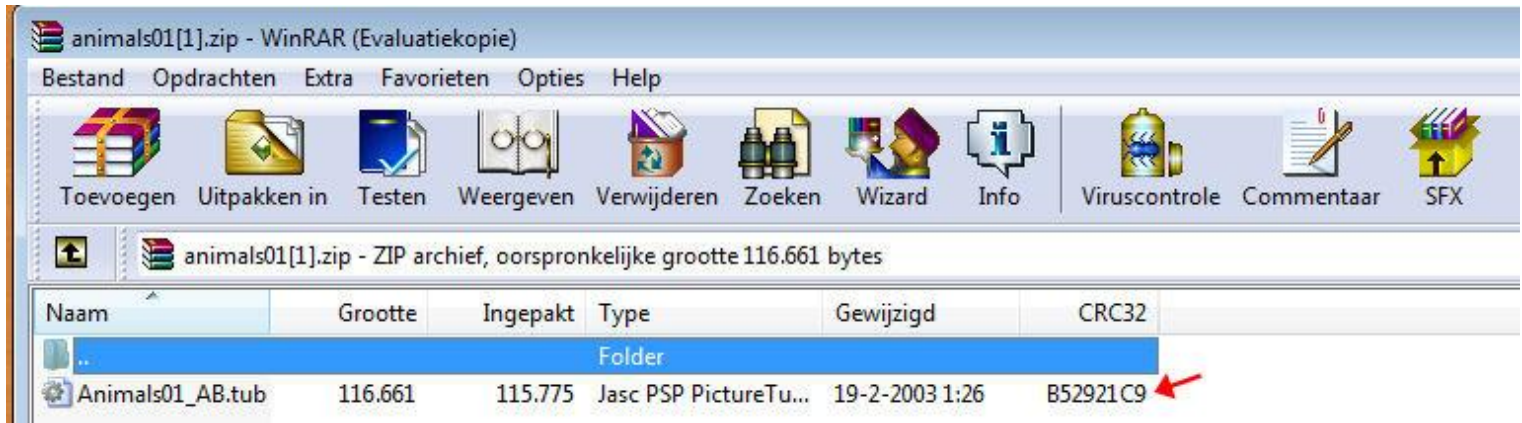 animals01[1].zip - WinRAR (Evaluatiekopie)
Bestand Opdrachten Extra Favorieten Opties Help
Toevoegen Uitpakken in Testen Weergeven Verwijderen Zoeken Wizard Info Viruscontrole Commentaar SFX
animals01[1].zip - ZIP archief, oorspronkelijke grootte 116.661 bytes
Naam Grootte Ingepakt Type Gewijzigd CRC32
.. Folder
Animals01_AB.tub 116.661 115.775 Jasc PSP PictureTu... 19-2-2003 1:26 B52921C9